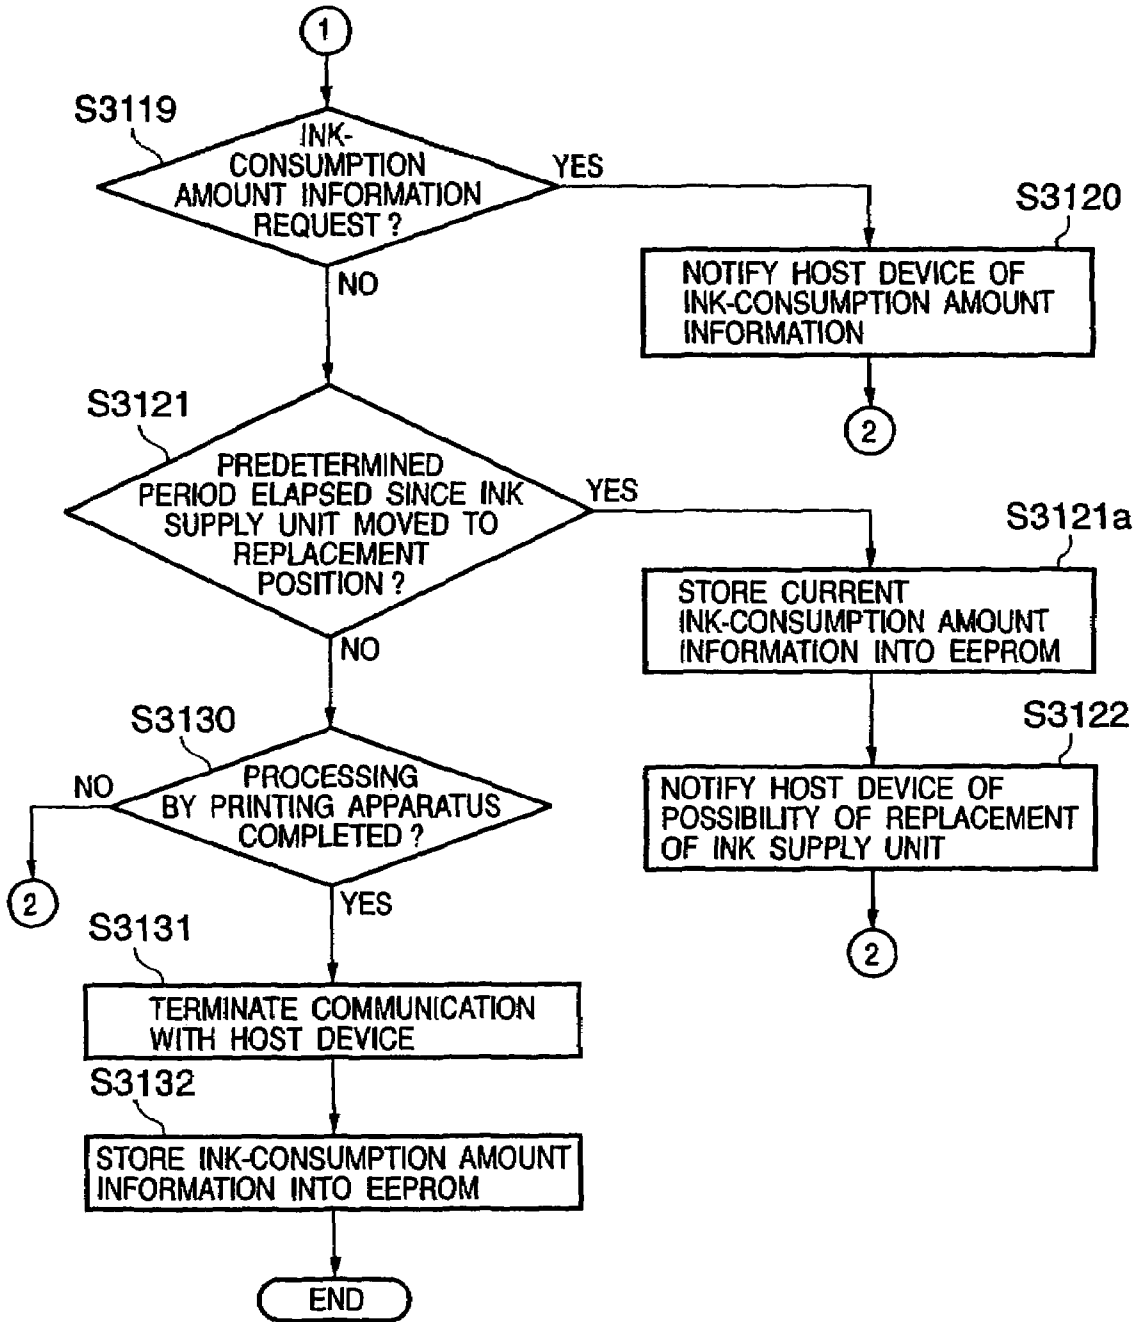 1
S3119
INK-
CONSUMPTION
AMOUNT INFORMATION
REQUEST ?
YES
NO
S3120
NOTIFY HOST DEVICE OF
INK-CONSUMPTION AMOUNT
INFORMATION
2
S3121
PREDETERMINED
PERIOD ELAPSED SINCE INK
SUPPLY UNIT MOVED TO
REPLACEMENT
POSITION ?
YES
NO
S3121a
STORE CURRENT
INK-CONSUMPTION AMOUNT
INFORMATION INTO EEPROM
S3122
NOTIFY HOST DEVICE OF
POSSIBILITY OF REPLACEMENT
OF INK SUPPLY UNIT
2
S3130
PROCESSING
BY PRINTING APPARATUS
COMPLETED ?
NO
2
YES
S3131
TERMINATE COMMUNICATION
WITH HOST DEVICE
S3132
STORE INK-CONSUMPTION AMOUNT
INFORMATION INTO EEPROM
END